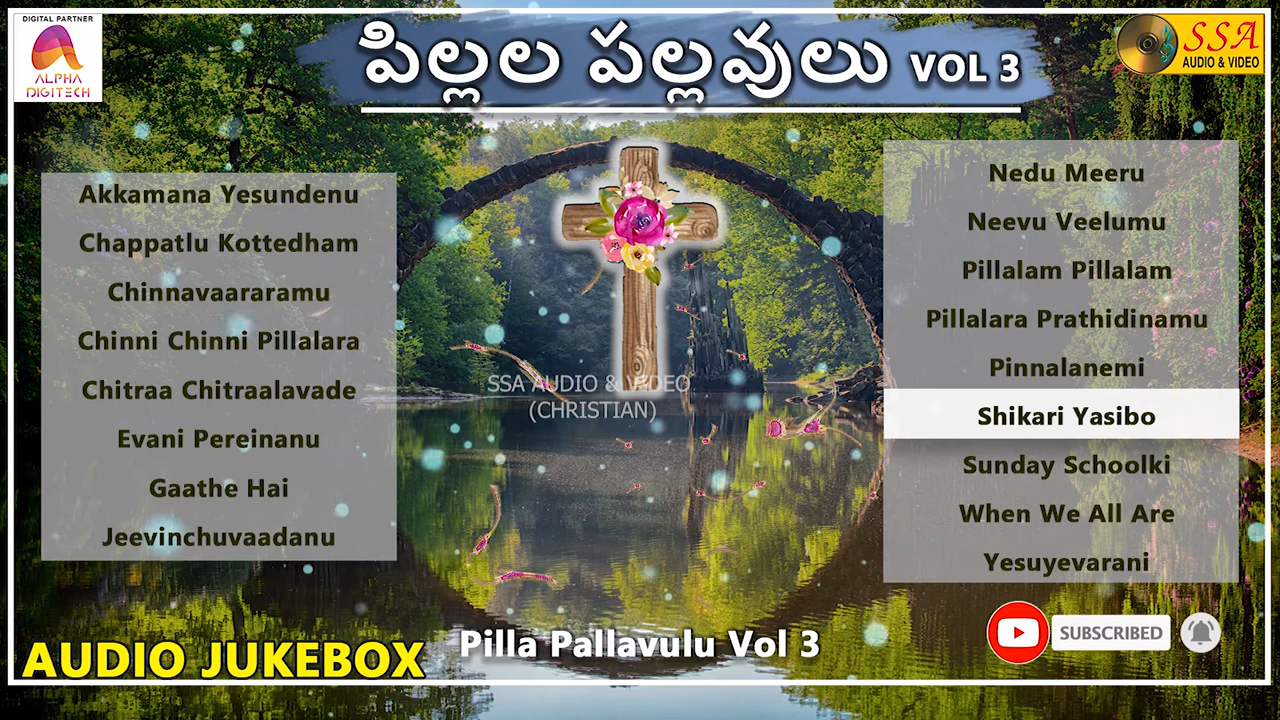 DIGITAL PARTNER
ALPHA
DIGITECH
పిల్లల పల్లవులు VOL 3
SSA
AUDIO & VIDEO
Akkamana Yesundenu
Chappatlu Kottedham
Chinnavaararamu
Chinni Chinni Pillalara
Chitraa Chitraalavade
Evani Pereinanu
Gaathe Hai
Jeevinchuvaadanu
SSA AUDIO & VIDEO
(CHRISTIAN)
Nedu Meeru
Neevu Veelumu
Pillalam Pillalam
Pillalara Prathidinamu
Pinnalanemi
Shikari Yasibo
Sunday Schoolki
When We All Are
Yesuyevarani
AUDIO JUKEBOX
Pilla Pallavulu Vol 3
SUBSCRIBED